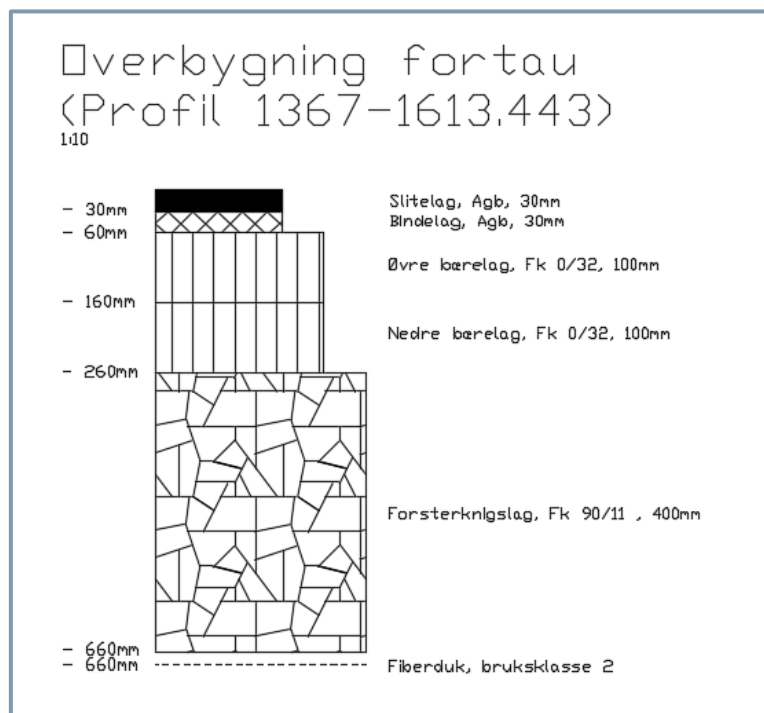 Overbygning fortau
(Profil 1367-1613.443)
1:10
- 30mm
Slitelag, Agb, 30mm
Bindelag, Agb, 30mm
- 60mm
Øvre bærelag, Fk 0/32, 100mm
- 160mm
Nedre bærelag, Fk 0/32, 100mm
- 260mm
Forsterknigslag, Fk 90/11 , 400mm
- 660mm
- 660mm
Fiberduk, bruksklasse 2